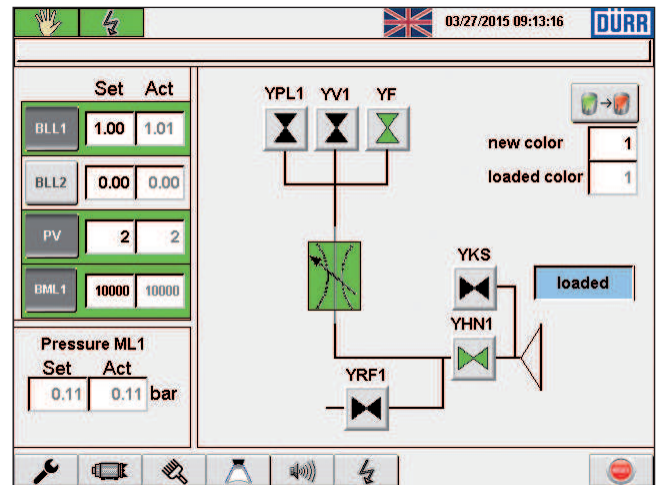 03/27/2015 09:13:16 DÜRR
Set Act
BLL1 1.00 1.01
BLL2 0.00 0.00
PV 2 2
BML1 10000 10000
Pressure ML1
Set Act
0.11 0.11 bar
YPL1 YV1 YF
new color 1
loaded color 1
YKS
loaded
YHN1
YRF1